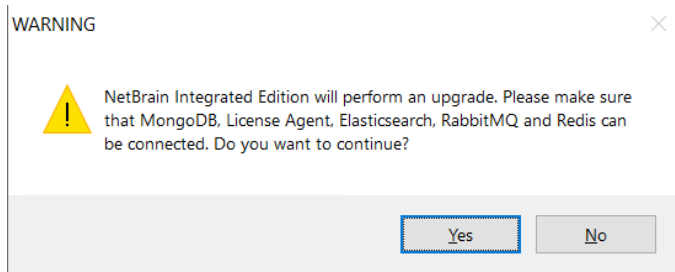 WARNING
NetBrain Integrated Edition will perform an upgrade. Please make sure
that MongoDB, License Agent, Elasticsearch, RabbitMQ and Redis can
be connected. Do you want to continue?
Yes
No